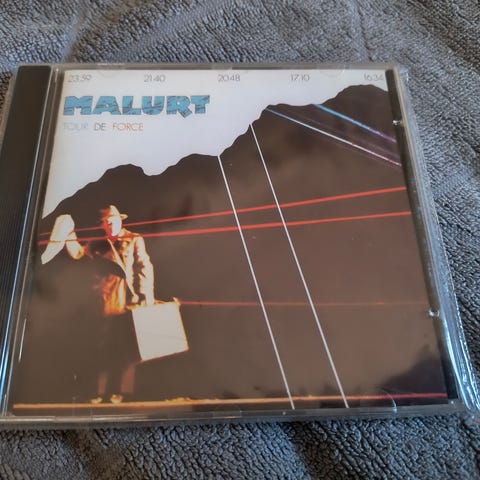 23.59 21.40 20.48 17.10 16.34
MALURT
TOUR DE FORCE